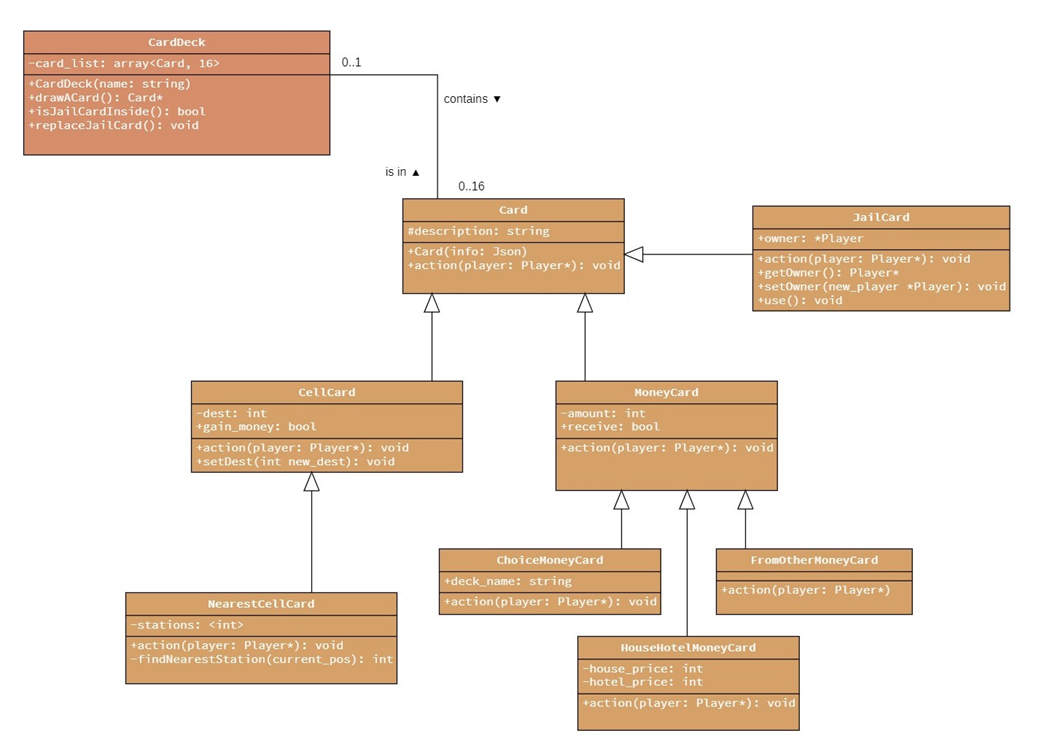 CardDeck
-card_list: array<Card, 16>
+CardDeck(name: string)
+drawACard(): Card*
+isJailCardInside(): bool
+replaceJailCard(): void
0..1
contains ▼
is in ▲
0..16
Card
#description: string
+Card(info: Json)
+action(player: Player*): void
JailCard
+owner: *Player
+action(player: Player*): void
+getOwner(): Player*
+setOwner(new_player *Player): void
+use(): void
CellCard
-dest: int
+gain_money: bool
+action(player: Player*): void
+setDest(int new_dest): void
MoneyCard
-amount: int
+receive: bool
+action(player: Player*): void
ChoiceMoneyCard
+deck_name: string
+action(player: Player*): void
FromOtherMoneyCard
+action(player: Player*)
NearestCellCard
-stations: <int>
+action(player: Player*): void
-findNearestStation(current_pos): int
HouseHotelMoneyCard
-house_price: int
-hotel_price: int
+action(player: Player*): void